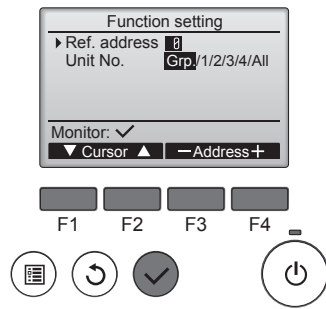 Function setting
Ref. address 0
Unit No. Grp./1/2/3/4/All
Monitor: ✓
▼ Cursor ▲ −Address+
F1 F2 F3 F4